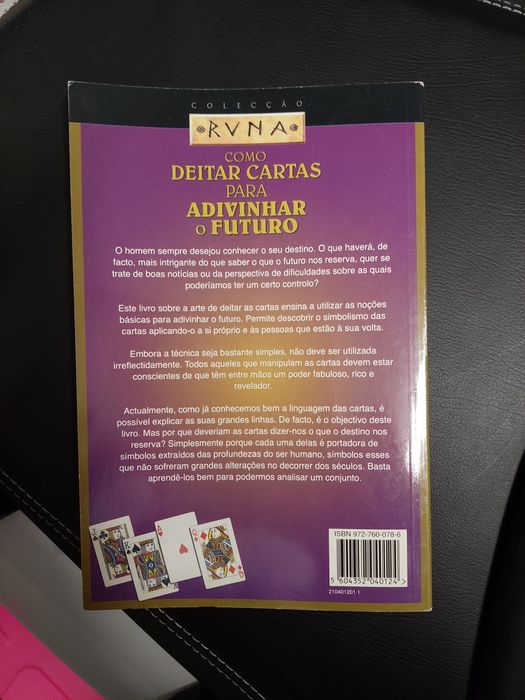 COLECÇÃO
RVNA
COMO
DEITAR CARTAS
PARA
ADIVINHAR
O FUTURO
O homem sempre desejou conhecer o seu destino. O que haverá, de
facto, mais intrigante do que saber o que o futuro nos reserva, quer se
trate de boas notícias ou da perspectiva de dificuldades sobre as quais
poderíamos ter um certo controlo?
Este livro sobre a arte de deitar as cartas ensina a utilizar as noções
básicas para adivinhar o futuro. Permite descobrir o simbolismo das
cartas aplicando-o a si próprio e às pessoas que estão à sua volta.
Embora a técnica seja bastante simples, não deve ser utilizada
irreflectidamente. Todos aqueles que manipulam as cartas devem estar
conscientes de que têm entre mãos um poder fabuloso, rico e
revelador.
Actualmente, como já conhecemos bem a linguagem das cartas, é
possível explicar as suas grandes linhas. De facto, é o objectivo deste
livro. Mas por que deveriam as cartas dizer-nos o que o destino nos
reserva? Simplesmente porque cada uma delas é portadora de
símbolos extraídos das profundezas do ser humano, símbolos esses
que não sofreram grandes alterações no decorrer dos séculos. Basta
aprendê-los bem para podermos analisar um conjunto.
A
ISBN 972-760-078-6
5 604352 040124 >
210401201 1